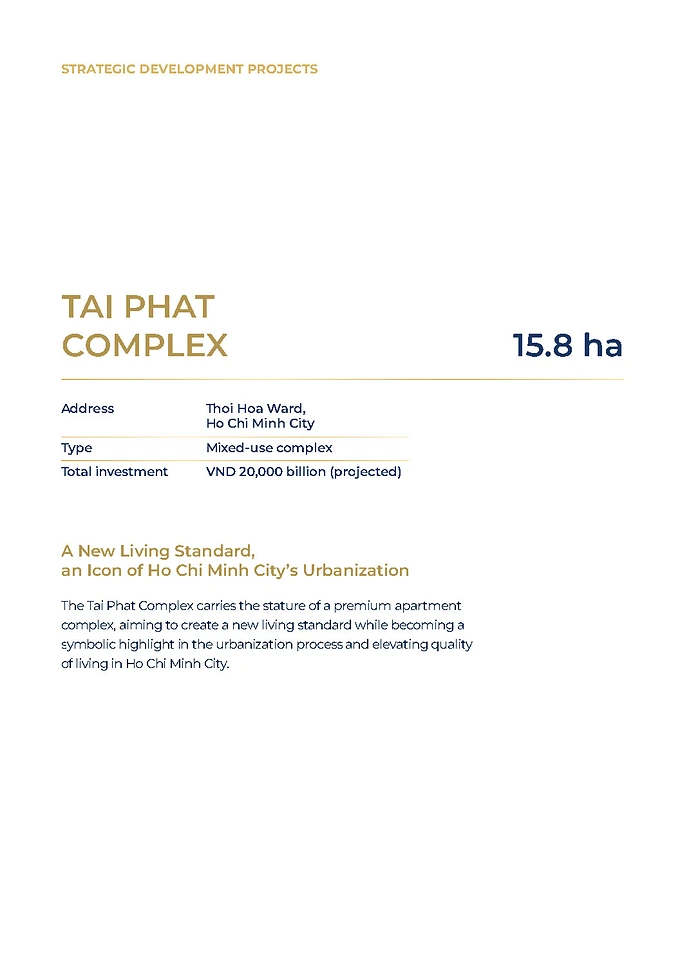 STRATEGIC DEVELOPMENT PROJECTS
TAI PHAT
COMPLEX
15.8 ha
Address
Thoi Hoa Ward,
Ho Chi Minh City
Type
Mixed-use complex
Total investment
VND 20,000 billion (projected)
A New Living Standard,
an Icon of Ho Chi Minh City’s Urbanization
The Tai Phat Complex carries the stature of a premium apartment
complex, aiming to create a new living standard while becoming a
symbolic highlight in the urbanization process and elevating quality
of living in Ho Chi Minh City.